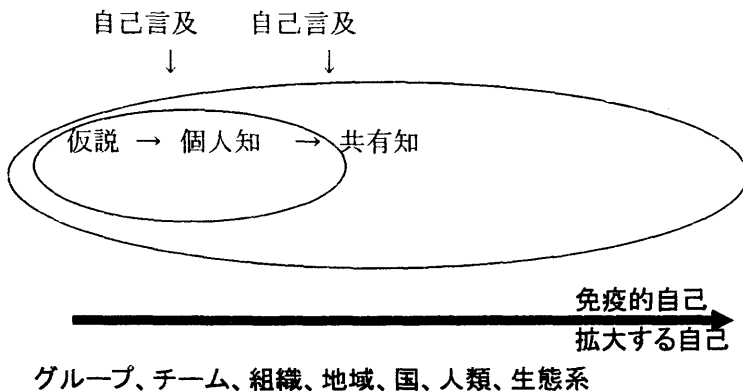 自己言及 自己言及
↓ ↓
仮説 → 個人知 → 共有知
免疫的自己
拡大する自己
グループ、チーム、組織、地域、国、人類、生態系